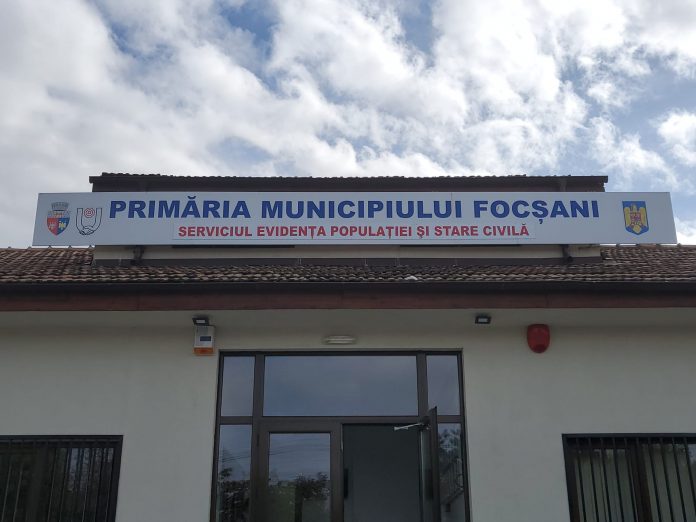 PRIMĂRIA MUNICIPIULUI FOCȘANI
SERVICIUL EVIDENȚA POPULAȚIEI ȘI STARE CIVILĂ